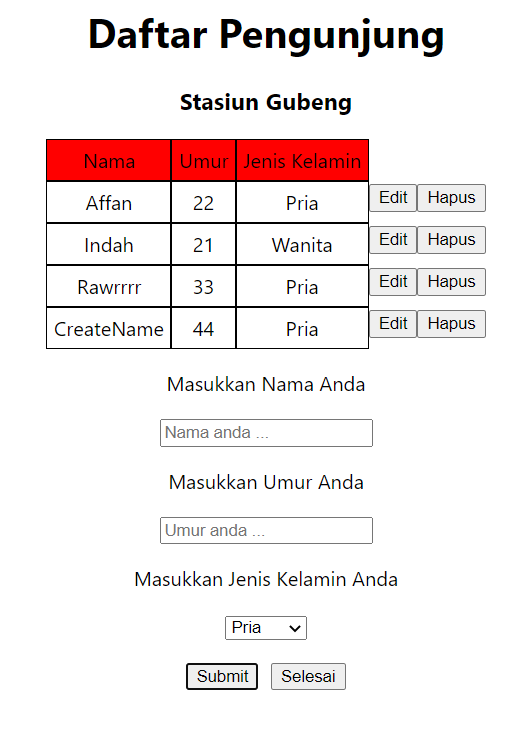 Daftar Pengunjung
Stasiun Gubeng
Nama Umur Jenis Kelamin
Affan 22 Pria Edit Hapus
Indah 21 Wanita Edit Hapus
Rawrrrr 33 Pria Edit Hapus
CreateName 44 Pria Edit Hapus
Masukkan Nama Anda
Nama anda ...
Masukkan Umur Anda
Umur anda ...
Masukkan Jenis Kelamin Anda
Pria
Submit Selesai